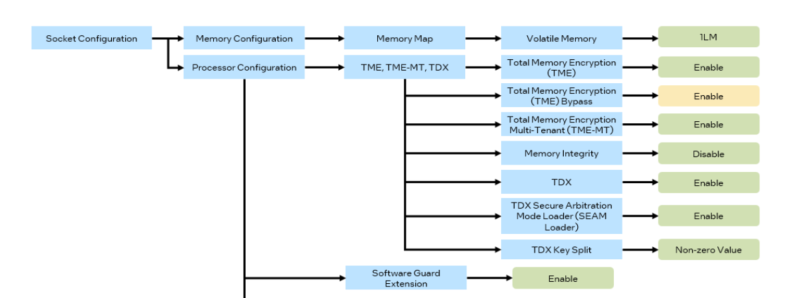 Socket Configuration
Memory Configuration
Memory Map
Volatile Memory
1LM
Processor Configuration
TME, TME-MT, TDX
Total Memory Encryption
(TME)
Enable
Total Memory Encryption
(TME) Bypass
Enable
Total Memory Encryption
Multi-Tenant (TME-MT)
Enable
Memory Integrity
Disable
TDX
Enable
TDX Secure Arbitration
Mode Loader (SEAM
Loader)
Enable
TDX Key Split
Non-zero Value
Software Guard
Extension
Enable